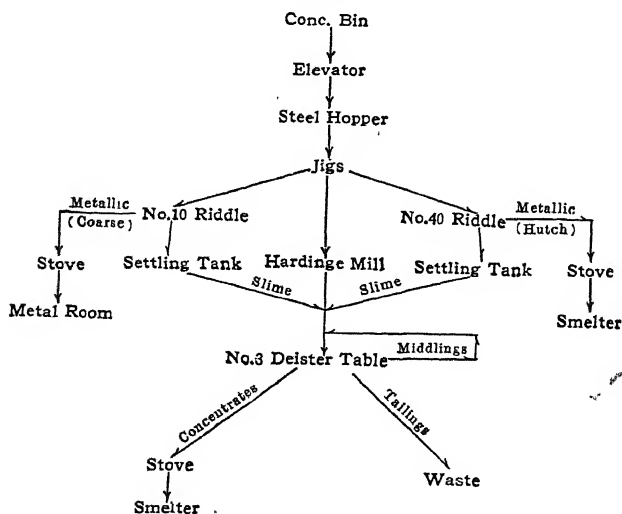 Conc. Bin
Elevator
Steel Hopper
Jigs
Metallic
(Coarse)
No.10 Riddle
No.40 Riddle
Metallic
(Hutch)
Stove
Settling Tank
Hardinge Mill
Settling Tank
Stove
Slime
Slime
Metal Room
Smelter
Middlings
No.3 Deister Table
Concentrates
Tailings
Stove
Waste
Smelter